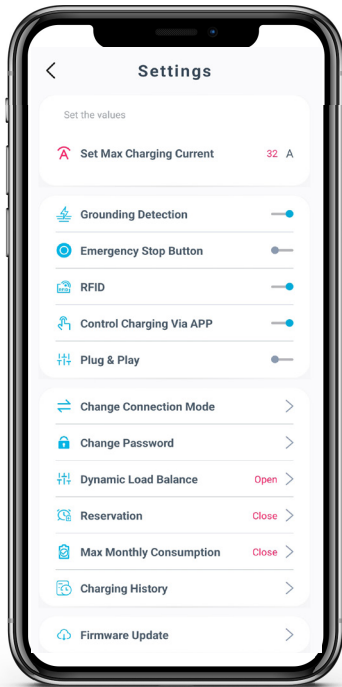 Settings
Set the values
A Set Max Charging Current 32 A
Grounding Detection
Emergency Stop Button
RFID RFID
Control Charging Via APP
Plug & Play
Change Connection Mode
Change Password
Dynamic Load Balance Open
Reservation Close
Max Monthly Consumption Close
Charging History
Firmware Update